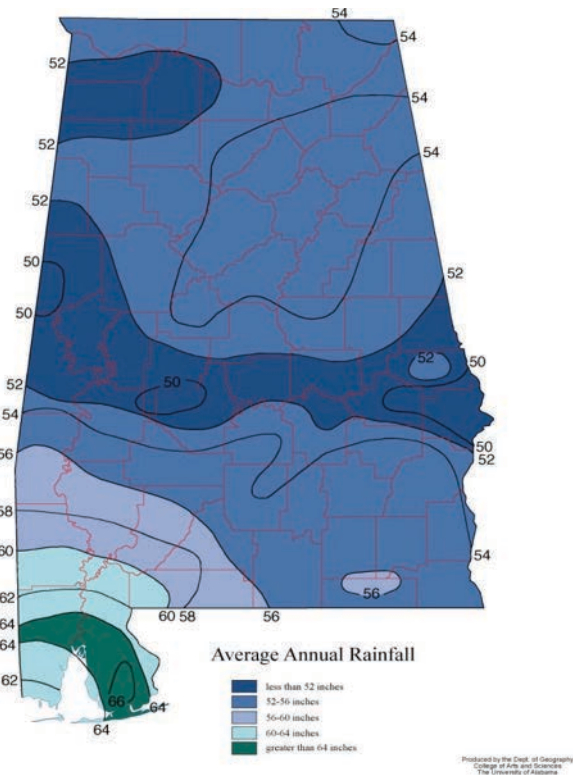 54
54
52
54
52
54
52
52
50
50
52
50
52
50
54
50
52
56
58
54
60
56
62
60 58 56
64
64
62
66
64
64
Average Annual Rainfall
less than 52 inches
52-56 inches
56-60 inches
60-64 inches
greater than 64 inches
Produced by the Dept. of Geography
College of Arts and Sciences
The University of Alabama